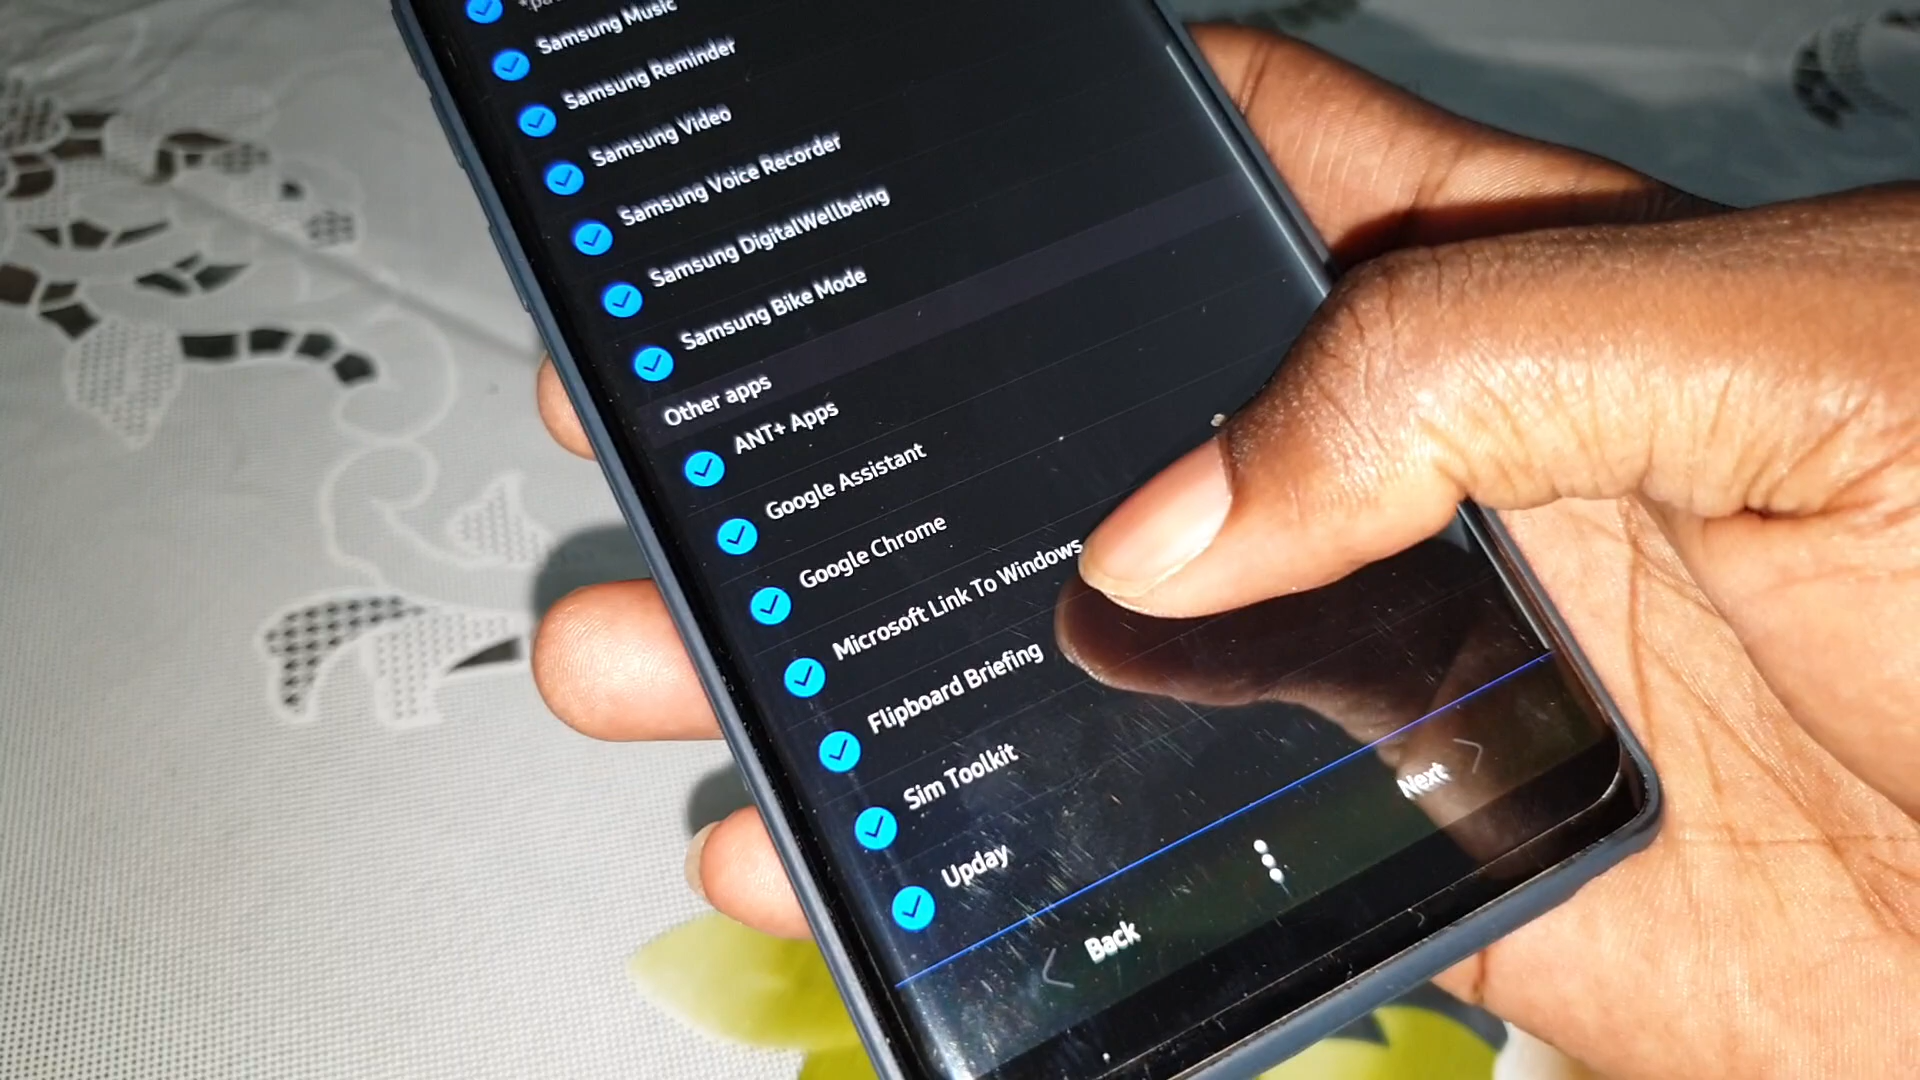 Samsung Music
Samsung Reminder
Samsung Video
Samsung Voice Recorder
Samsung DigitalWellbeing
Samsung Bike Mode
Other apps
ANT+ Apps
Google Assistant
Google Chrome
Microsoft Link To Windows
Flipboard Briefing
Sim Toolkit
Upday
Back
Next